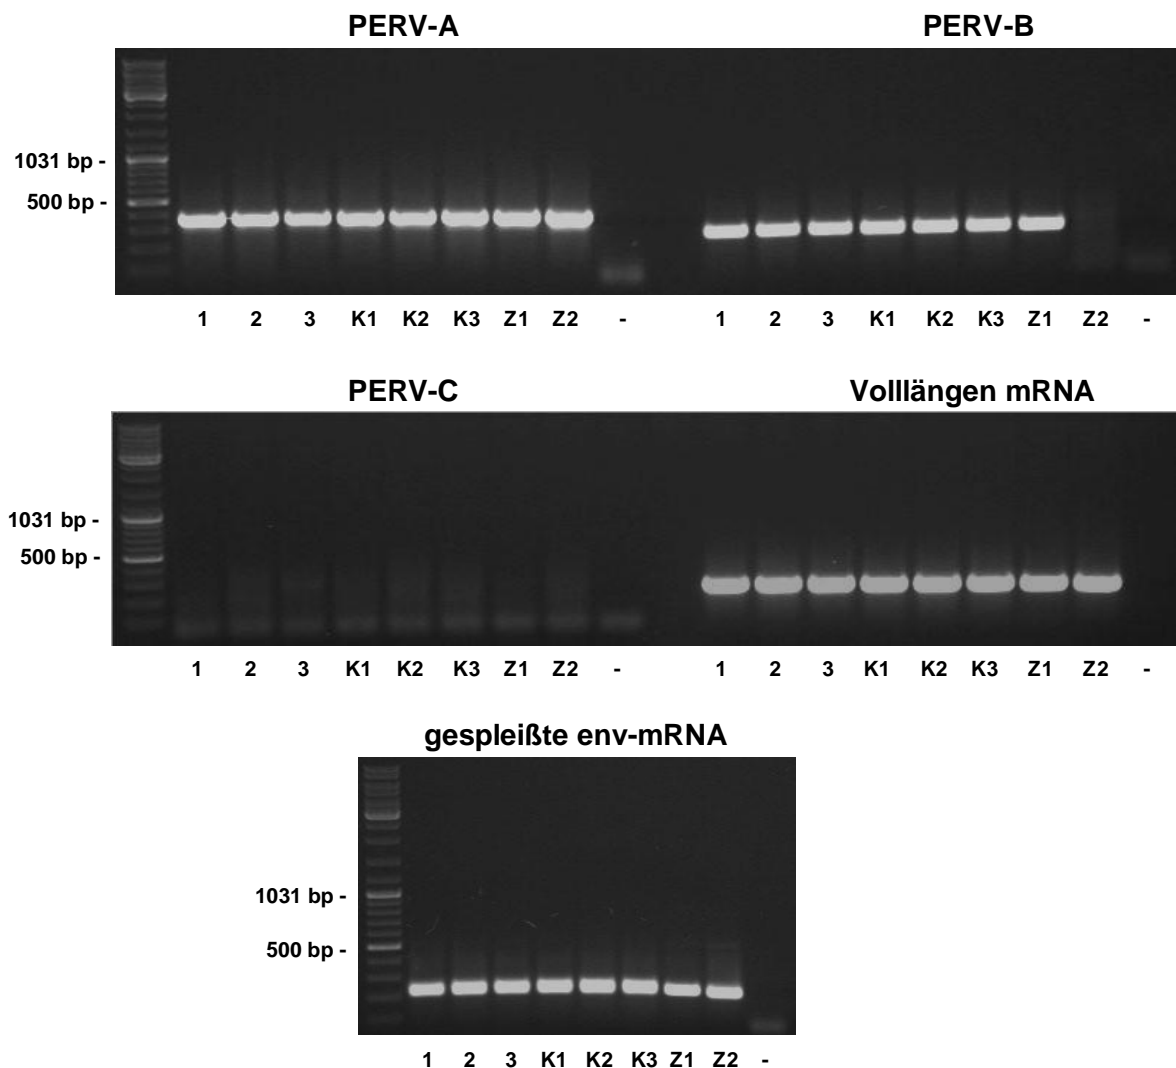 PERV-A PERV-B
1031 bp -
500 bp -
1 2 3 K1 K2 K3 Z1 Z2 - 1 2 3 K1 K2 K3 Z1 Z2 -
PERV-C Volllängen mRNA
1031 bp -
500 bp -
1 2 3 K1 K2 K3 Z1 Z2 - 1 2 3 K1 K2 K3 Z1 Z2 -
gespleißte env-mRNA
1031 bp -
500 bp -
1 2 3 K1 K2 K3 Z1 Z2 -